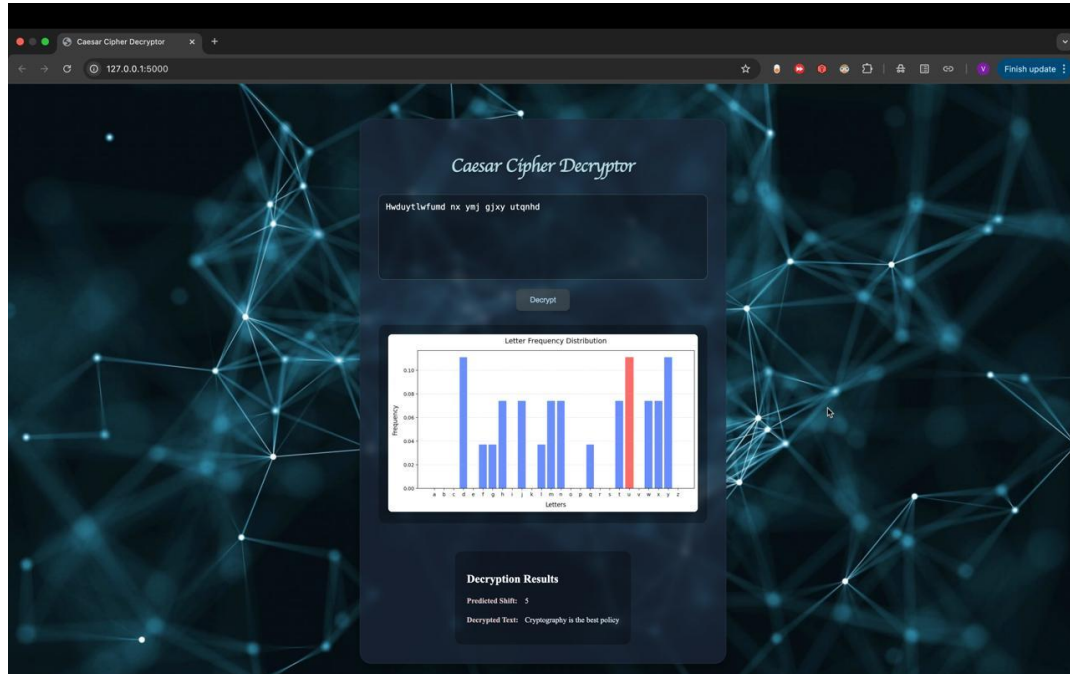 Caesar Cipher Decryptor
127.0.0.1:5000
V
Finish update
Caesar Cipher Decryptor
Hwduytlwfumd nx ymj gjxy utqnhd
Decrypt
Letter Frequency Distribution
0.10
0.08
0.06
0.04
0.02
0.00
Frequency
a b c d e f g h i j k l m n o p q r s t u v w x y z
Letters
Decryption Results
Predicted Shift: 5
Decrypted Text: Cryptography is the best policy